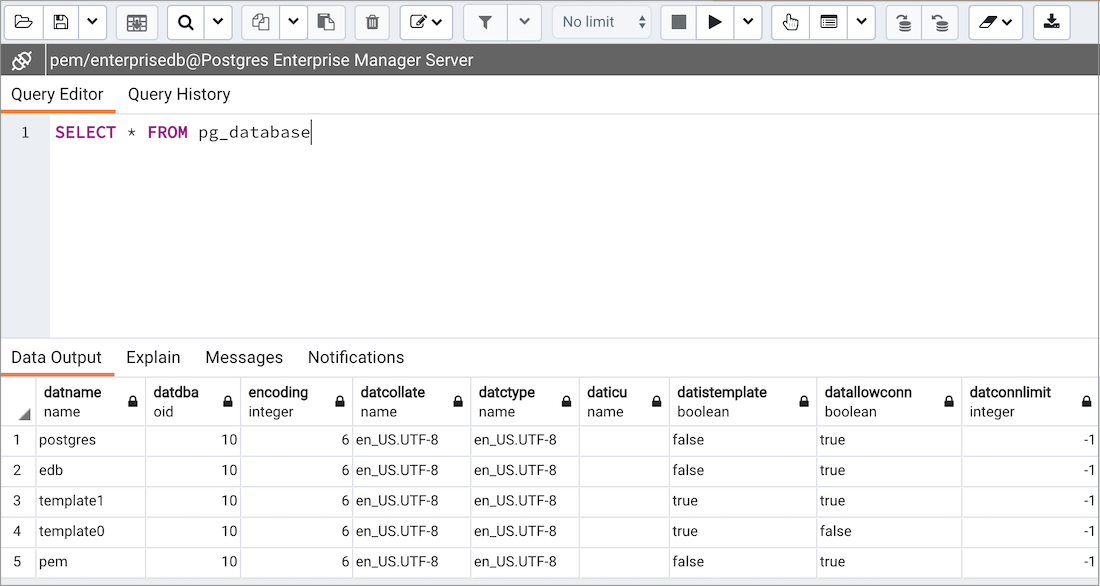 No limit
pem/enterprisedb@Postgres Enterprise Manager Server
Query Editor Query History
1 SELECT * FROM pg_database
Data Output Explain Messages Notifications
datname datdba encoding datcollate datctype daticu datistemplate datallowconn datconnlimit
name oid integer name name name boolean boolean integer
1 postgres 10 6 en_US.UTF-8 en_US.UTF-8 false true -1
2 edb 10 6 en_US.UTF-8 en_US.UTF-8 false true -1
3 template1 10 6 en_US.UTF-8 en_US.UTF-8 true true -1
4 template0 10 6 en_US.UTF-8 en_US.UTF-8 true false -1
5 pem 10 6 en_US.UTF-8 en_US.UTF-8 false true -1